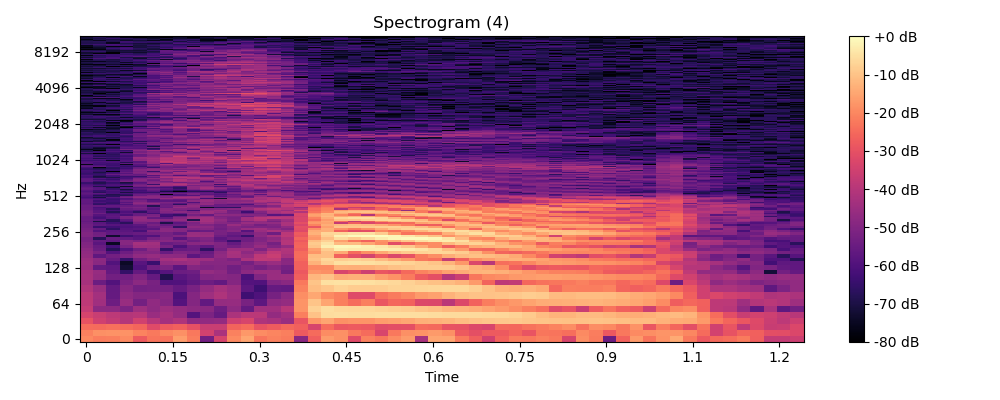 Spectrogram (4)
Hz
8192
4096
2048
1024
512
256
128
64
0
0 0.15 0.3 0.45 0.6 0.75 0.9 1.1 1.2
Time
+0 dB
-10 dB
-20 dB
-30 dB
-40 dB
-50 dB
-60 dB
-70 dB
-80 dB